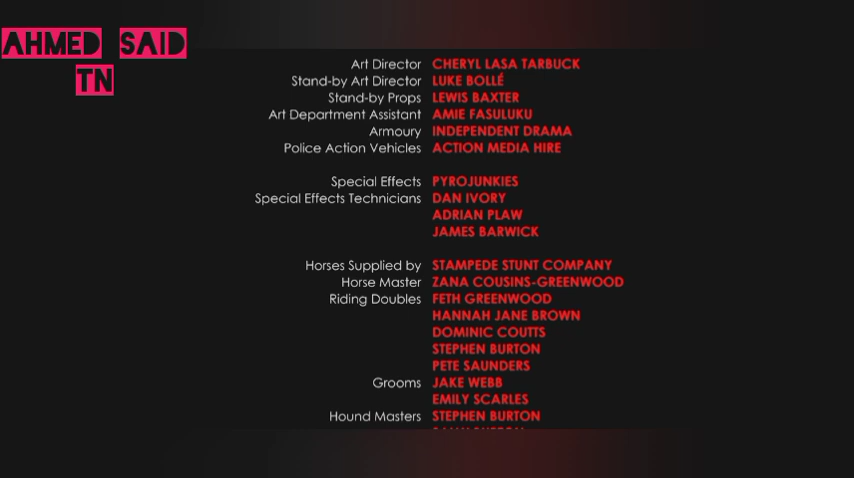 AHMED SAID
TN
Art Director CHERYL LASA TARBUCK
Stand-by Art Director LUKE BOLLÉ
Stand-by Props LEWIS BAXTER
Art Department Assistant AMIE FASULUKU
Armoury INDEPENDENT DRAMA
Police Action Vehicles ACTION MEDIA HIRE
Special Effects PYROJUNKIES
Special Effects Technicians DAN IVORY
ADRIAN PLAW
JAMES BARWICK
Horses Supplied by STAMPEDE STUNT COMPANY
Horse Master ZANA COUSINS-GREENWOOD
Riding Doubles FETH GREENWOOD
HANNAH JANE BROWN
DOMINIC COUTTS
STEPHEN BURTON
PETE SAUNDERS
Grooms JAKE WEBB
EMILY SCARLES
Hound Masters STEPHEN BURTON